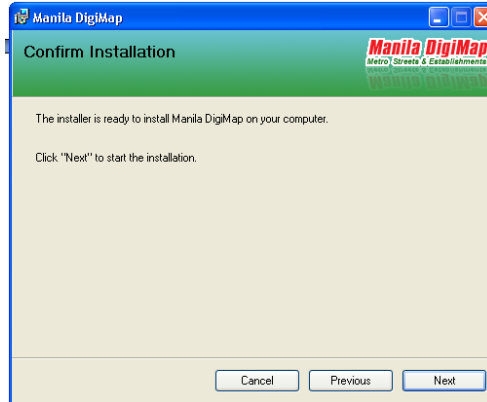 Manila DigiMap
Confirm Installation
Manila DigiMap
Metro Streets & Establishments
The installer is ready to install Manila DigiMap on your computer.
Click "Next" to start the installation.
Cancel
Previous
Next